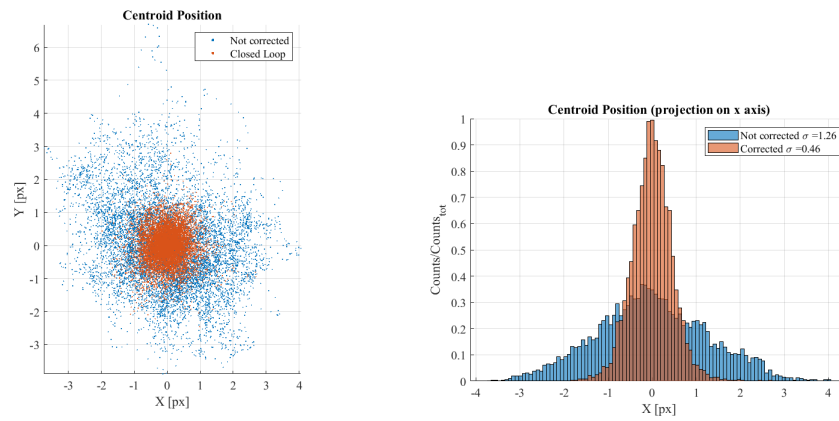 Centroid Position
Not corrected
Closed Loop
6
5
4
3
2
1
0
-1
-2
-3
Y [px]
-3 -2 -1 0 1 2 3 4
X [px]
Centroid Position (projection on x axis)
Not corrected σ =1.26
Corrected σ =0.46
1
0.9
0.8
0.7
0.6
0.5
0.4
0.3
0.2
0.1
0
Counts/Counts_tot
-4 -3 -2 -1 0 1 2 3 4
X [px]